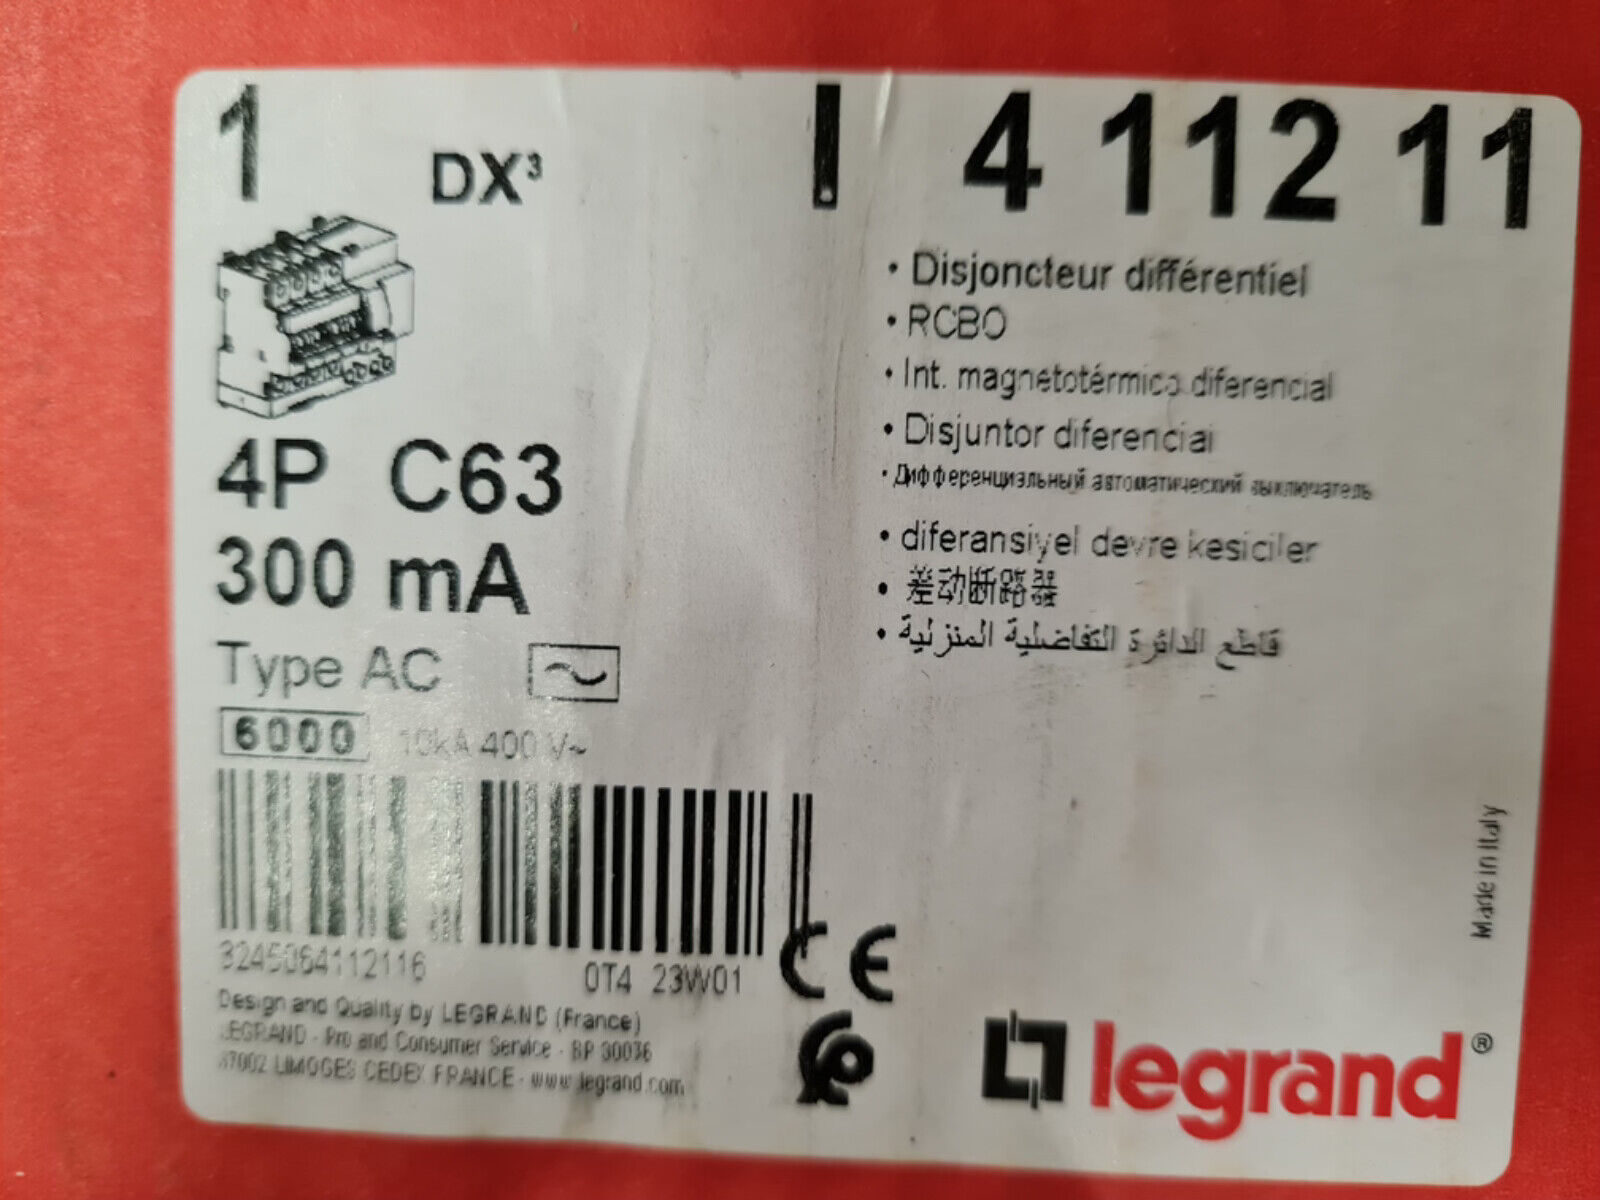 1 DX³ 4 112 11
• Disjoncteur différentiel
• RCBO
• Int. magnetotérmico diferencial
• Disjuntor diferencial
• Дифференциальный автоматический выключатель
• diferansiyel devre kesiciler
• 差动断路器
• قاطع الدائرة التفاضلية المنزلية
4P C63
300 mA
Type AC
6000 10kA 400 V~
3245064112116 0T4 23W01
CE
Design and Quality by LEGRAND (France)
LEGRAND - Pro and Consumer Service - BP 30036
87002 LIMOGES CEDEX FRANCE - www.legrand.com
legrand®
Made in Italy